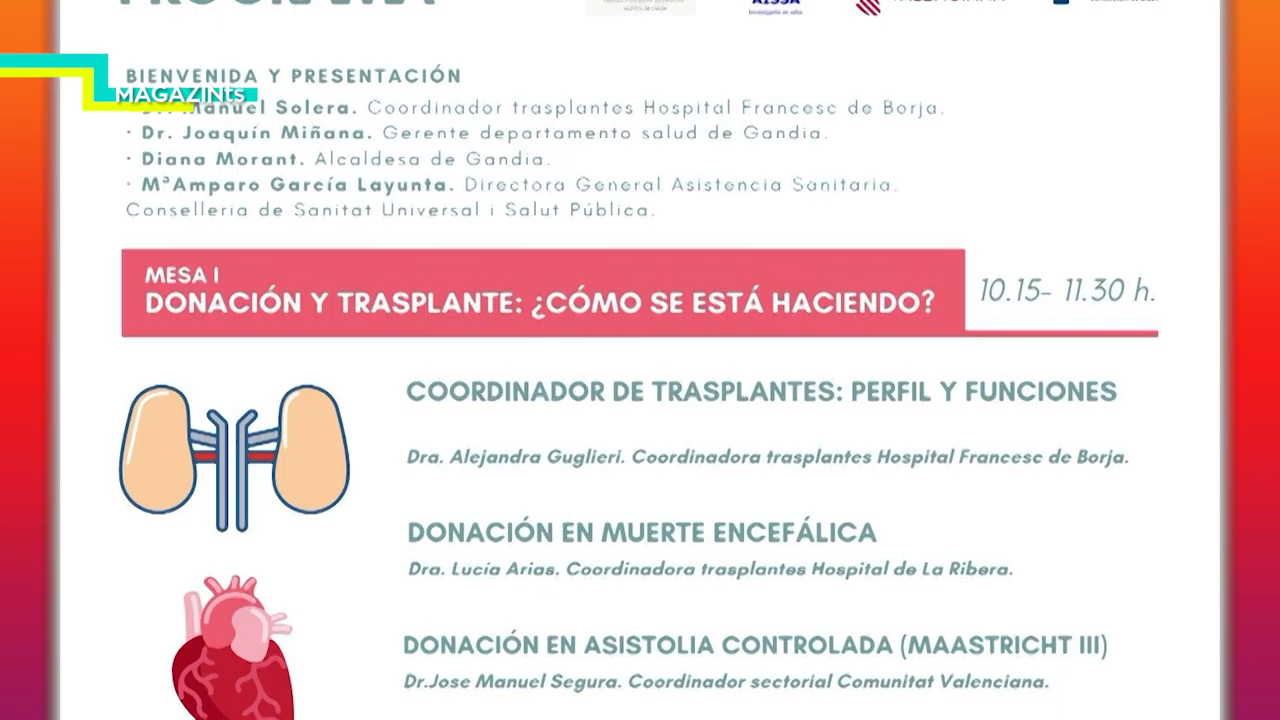 PROGRAMA
AISSA
BIENVENIDA Y PRESENTACIÓN
MAGAZINts
Manuel Solera. Coordinador trasplantes Hospital Francesc de Borja.
· Dr. Joaquín Miñana. Gerente departamento salud de Gandia.
· Diana Morant. Alcaldesa de Gandia.
· MªAmparo García Layunta. Directora General Asistencia Sanitaria.
Conselleria de Sanitat Universal i Salut Pública.
MESA I
DONACIÓN Y TRASPLANTE: ¿CÓMO SE ESTÁ HACIENDO?
10.15- 11.30 h.
COORDINADOR DE TRASPLANTES: PERFIL Y FUNCIONES
Dra. Alejandra Guglieri. Coordinadora trasplantes Hospital Francesc de Borja.
DONACIÓN EN MUERTE ENCEFÁLICA
Dra. Lucía Arias. Coordinadora trasplantes Hospital de La Ribera.
DONACIÓN EN ASISTOLIA CONTROLADA (MAASTRICHT III)
Dr.Jose Manuel Segura. Coordinador sectorial Comunitat Valenciana.